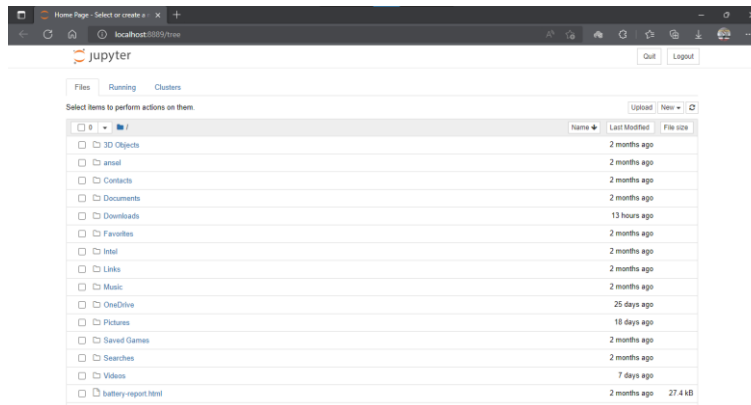 Home Page - Select or create a n
localhost:8889/tree
jupyter
Quit Logout
Files Running Clusters
Select items to perform actions on them.
Upload New
0 / Name Last Modified File size
3D Objects 2 months ago
ansel 2 months ago
Contacts 2 months ago
Documents 2 months ago
Downloads 13 hours ago
Favorites 2 months ago
Intel 2 months ago
Links 2 months ago
Music 2 months ago
OneDrive 25 days ago
Pictures 18 days ago
Saved Games 2 months ago
Searches 2 months ago
Videos 7 days ago
battery-report.html 2 months ago 27.4 kB